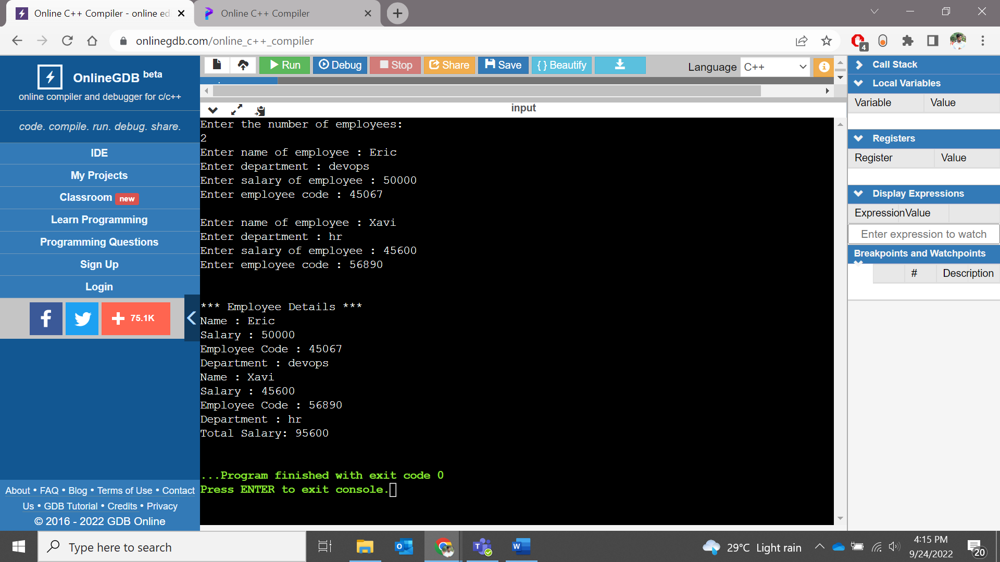 Online C++ Compiler - online ed
Online C++ Compiler
onlinegdb.com/online_c++_compiler
4
OnlineGDB beta
online compiler and debugger for c/c++
code. compile. run. debug. share.
IDE
My Projects
Classroom new
Learn Programming
Programming Questions
Sign Up
Login
f
75.1K
About • FAQ • Blog • Terms of Use • Contact
Us • GDB Tutorial • Credits • Privacy
© 2016 - 2022 GDB Online
Run
Debug
Stop
Share
Save
{ } Beautify
Language C++
input
Enter the number of employees:
2
Enter name of employee : Eric
Enter department : devops
Enter salary of employee : 50000
Enter employee code : 45067
Enter name of employee : Xavi
Enter department : hr
Enter salary of employee : 45600
Enter employee code : 56890
*** Employee Details ***
Name : Eric
Salary : 50000
Employee Code : 45067
Department : devops
Name : Xavi
Salary : 45600
Employee Code : 56890
Department : hr
Total Salary: 95600
...Program finished with exit code 0
Press ENTER to exit console.
Call Stack
Local Variables
Variable Value
Registers
Register Value
Display Expressions
Expression Value
Enter expression to watch
Breakpoints and Watchpoints
# Description
Type here to search
29°C Light rain
4:15 PM
9/24/2022
20